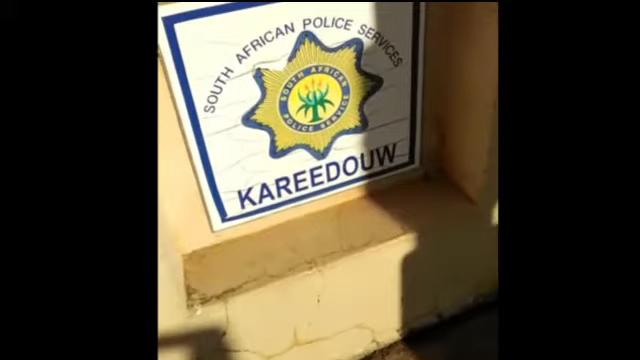 SOUTH AFRICAN POLICE SERVICES
SOUTH AFRICAN
POLICE SERVICE
KAREEDOUW